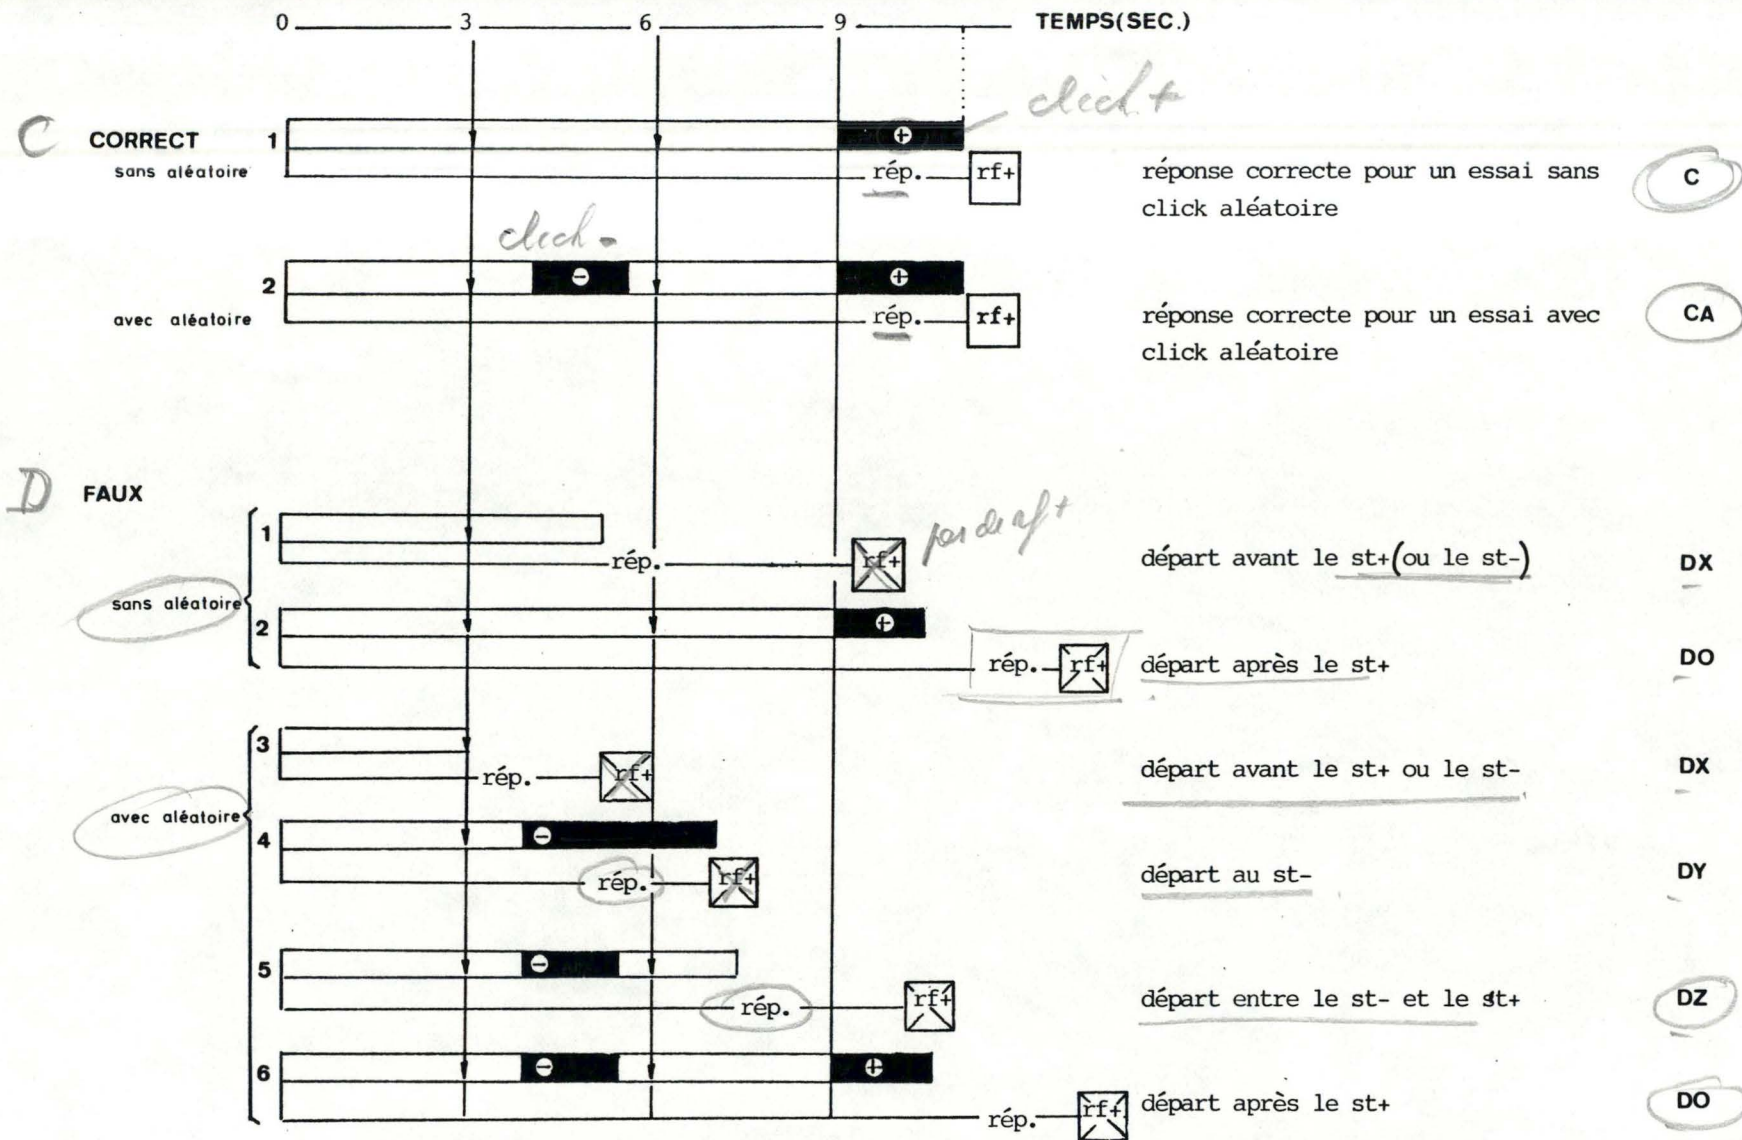 0 3 6 9 TEMPS(SEC.)
click+
C CORRECT 1 +
sans aléatoire rép. rf+ réponse correcte pour un essai sans C
click aléatoire
click -
2 - +
avec aléatoire rép. rf+ réponse correcte pour un essai avec CA
click aléatoire
D FAUX
1
pas de rf+
rép. rf+ départ avant le st+(ou le st-) DX
sans aléatoire
2 +
rép. rf+ départ après le st+ DO
3
rép. rf+ départ avant le st+ ou le st- DX
avec aléatoire
4 -
rép. rf+ départ au st- DY
5 -
rép. rf+ départ entre le st- et le st+ DZ
6 - +
rép. rf+ départ après le st+ DO